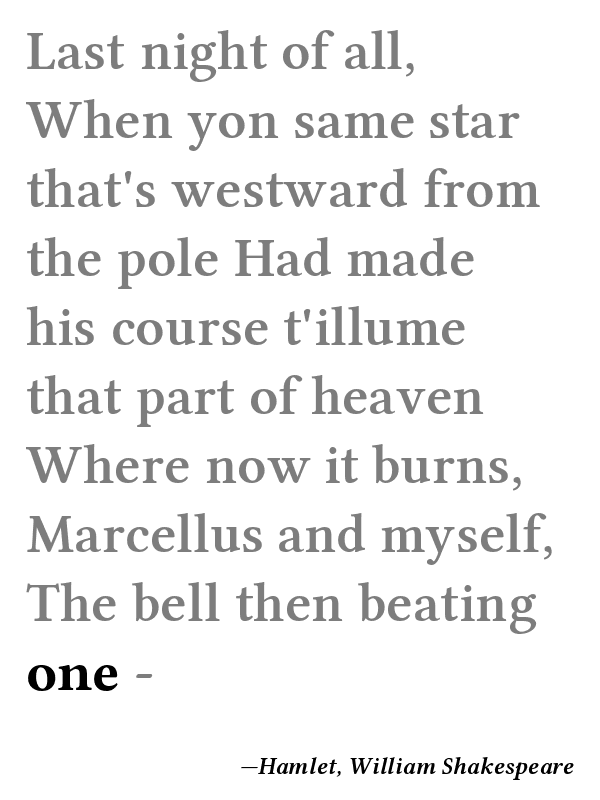 Last night of all,
When yon same star
that's westward from
the pole Had made
his course t'illume
that part of heaven
Where now it burns,
Marcellus and myself,
The bell then beating
one -
—Hamlet, William Shakespeare